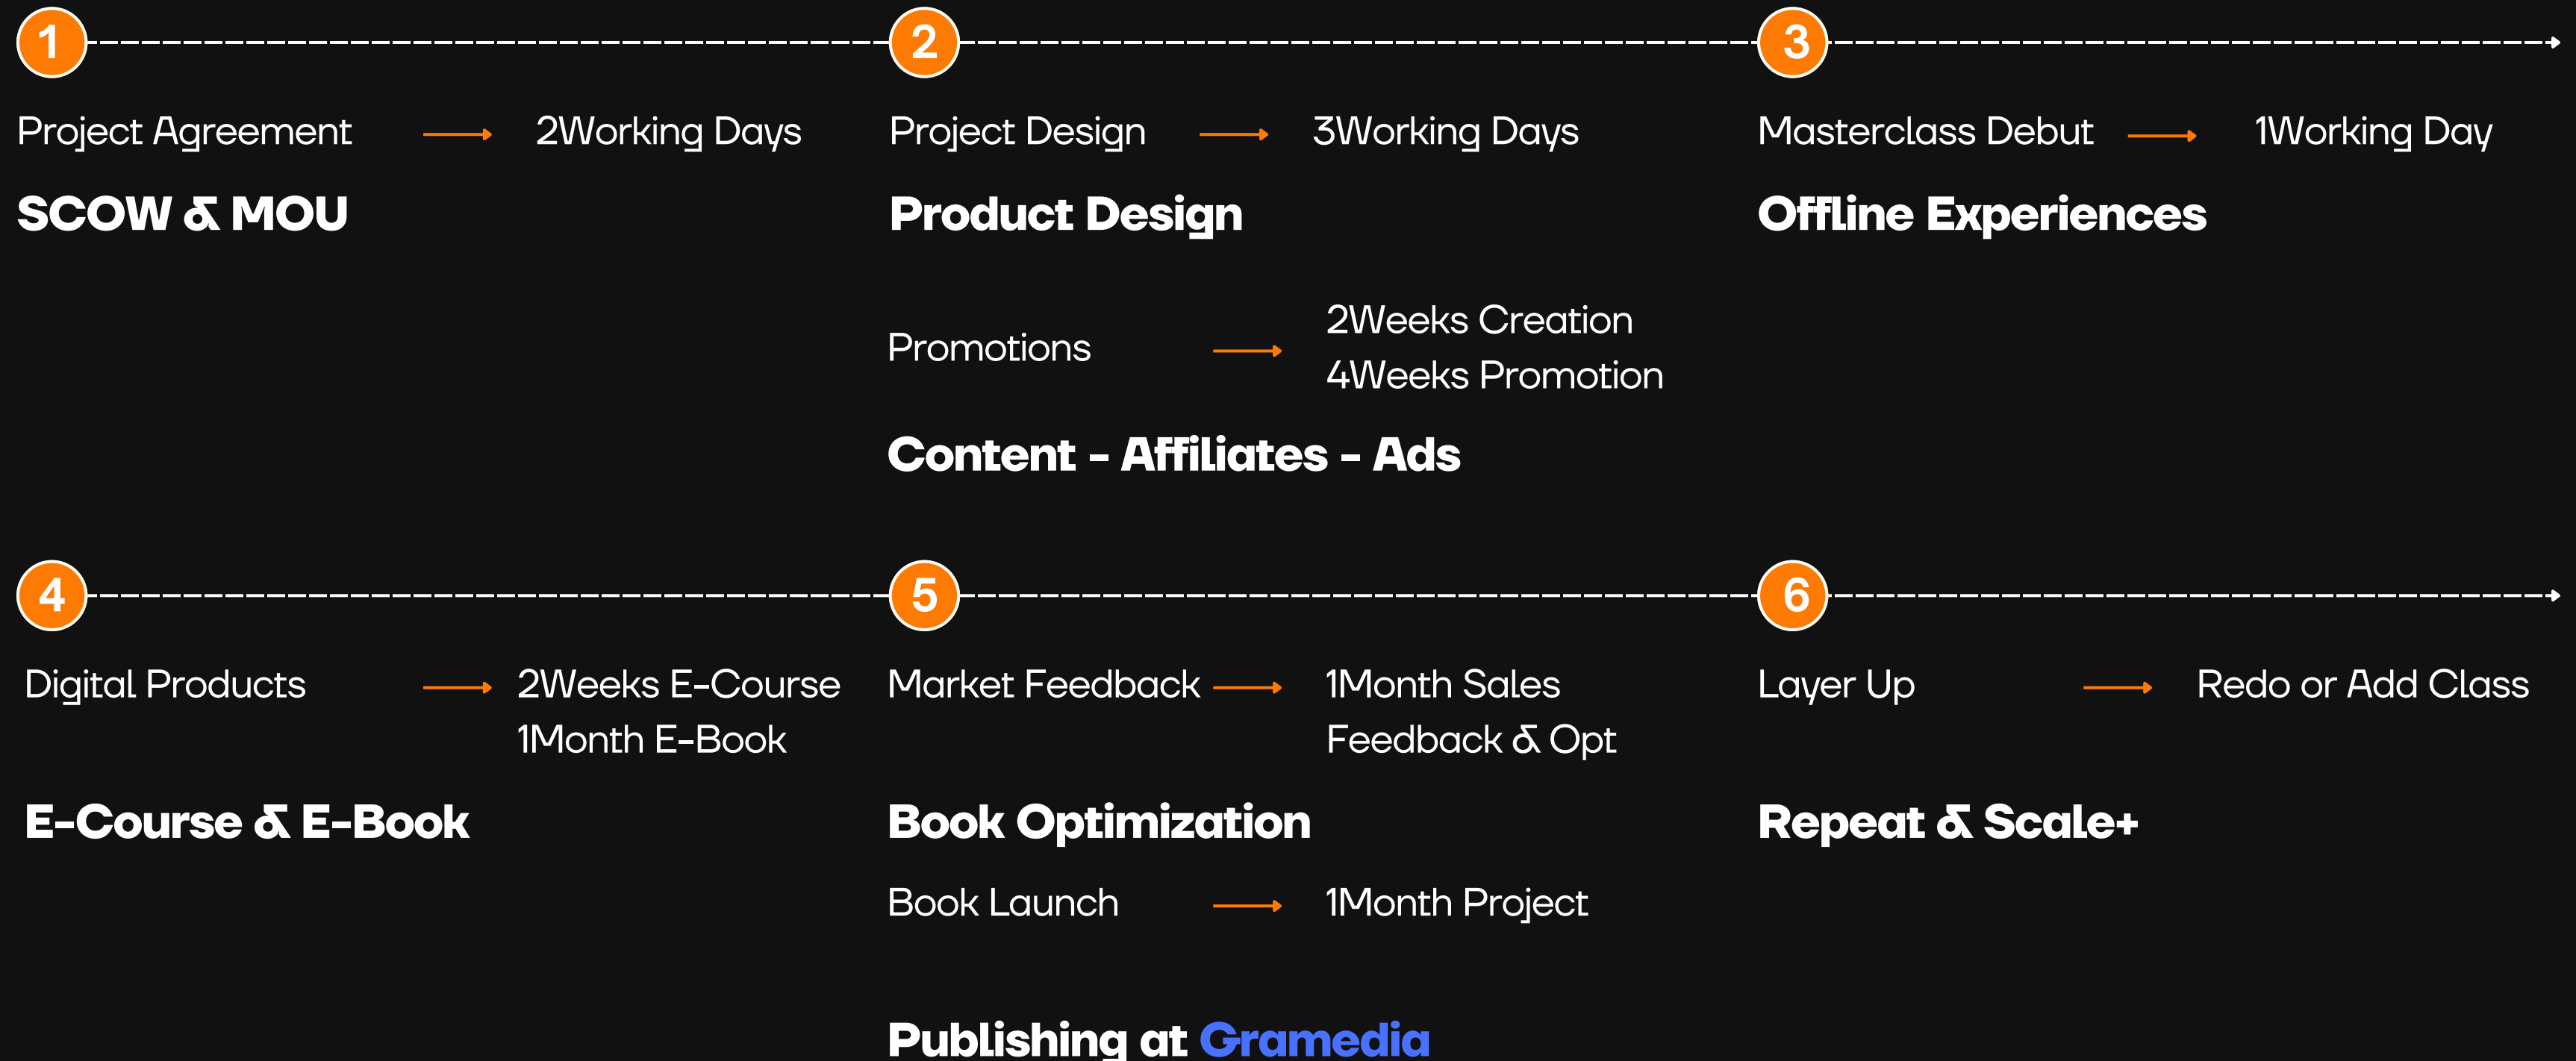 1
Project Agreement → 2Working Days
SCOW & MOU
2
Project Design → 3Working Days
Product Design
Promotions → 2Weeks Creation
4Weeks Promotion
Content - Affiliates - Ads
3
Masterclass Debut → 1Working Day
Offline Experiences
4
Digital Products → 2Weeks E-Course
1Month E-Book
E-Course & E-Book
5
Market Feedback → 1Month Sales
Feedback & Opt
Book Optimization
Book Launch → 1Month Project
Publishing at Gramedia
6
Layer Up → Redo or Add Class
Repeat & Scale+